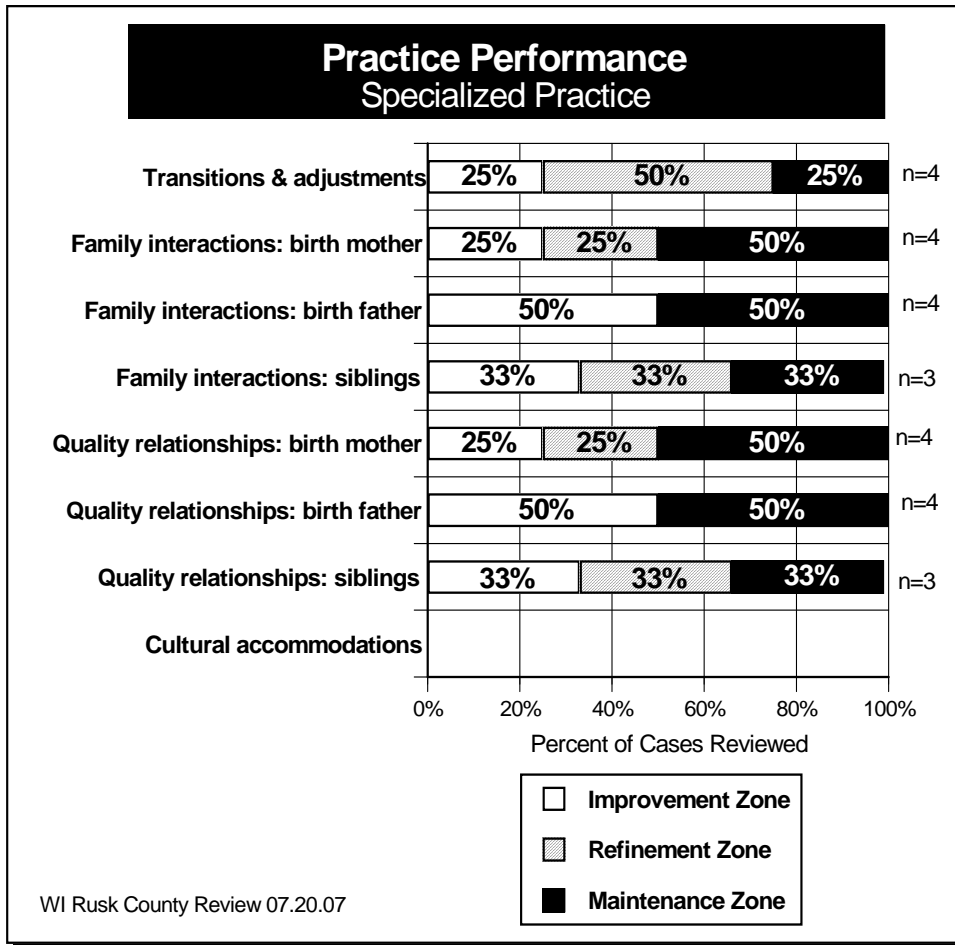 Practice Performance
Specialized Practice
Transitions & adjustments 25% 50% 25% n=4
Family interactions: birth mother 25% 25% 50% n=4
Family interactions: birth father 50% 50% n=4
Family interactions: siblings 33% 33% 33% n=3
Quality relationships: birth mother 25% 25% 50% n=4
Quality relationships: birth father 50% 50% n=4
Quality relationships: siblings 33% 33% 33% n=3
Cultural accommodations
0% 20% 40% 60% 80% 100%
Percent of Cases Reviewed
Improvement Zone
Refinement Zone
Maintenance Zone
WI Rusk County Review 07.20.07